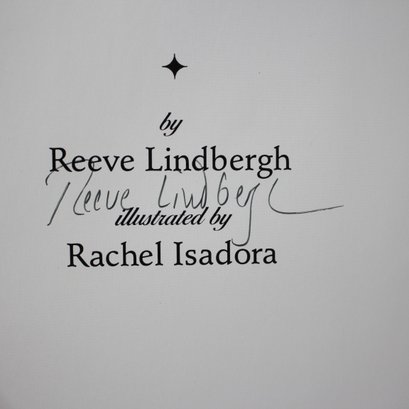 by
Reeve Lindbergh
Reeve Lindbergh
illustrated by
Rachel Isadora